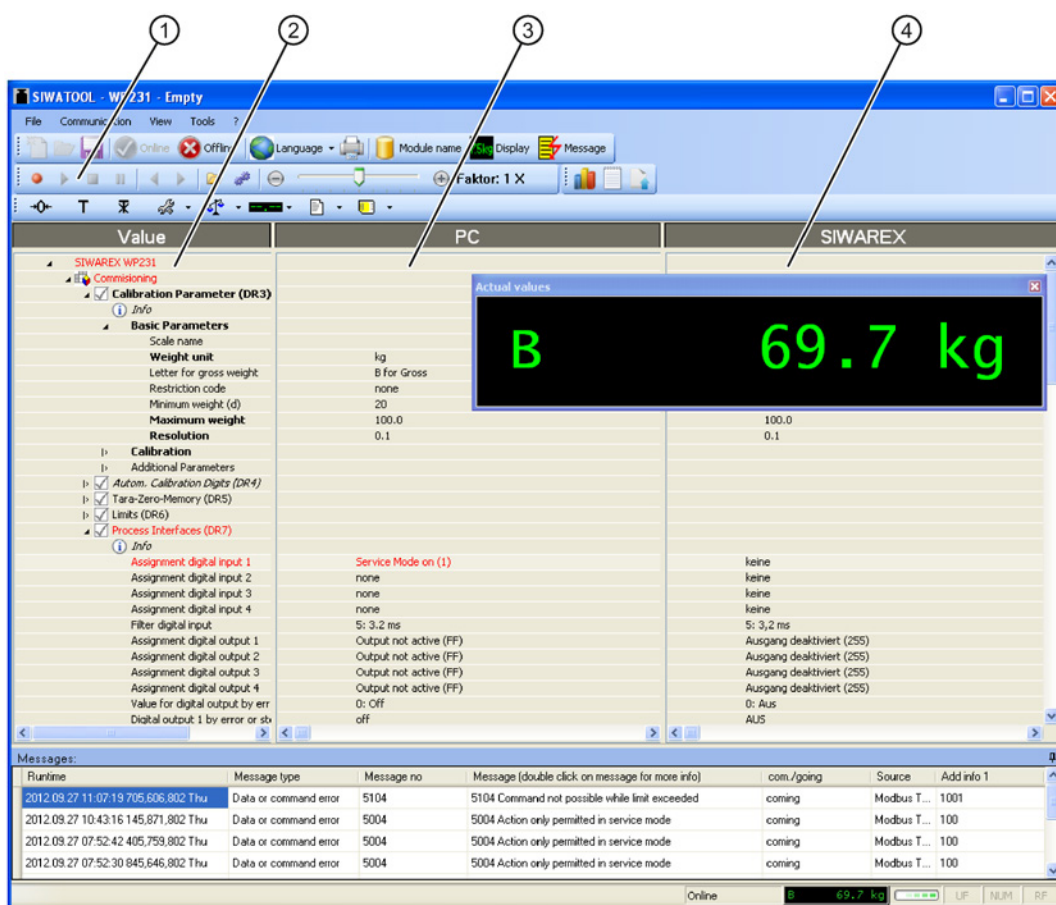 1 2 3 4
SIWATOOL - WP231 - Empty
File Communication View Tools ?
Online Offline Language Module name Display Message
Faktor: 1 X
→0← T
Value PC SIWAREX
SIWAREX WP231
Commisioning
Actual values
B 69.7 kg
Calibration Parameter (DR3)
Info
Basic Parameters
Scale name
Weight unit kg
Letter for gross weight B for Gross
Restriction code none
Minimum weight (d) 20
Maximum weight 100.0 100.0
Resolution 0.1 0.1
Calibration
Additional Parameters
Autom. Calibration Digits (DR4)
Tara-Zero-Memory (DR5)
Limits (DR6)
Process Interfaces (DR7)
Info
Assignment digital input 1 Service Mode on (1) keine
Assignment digital input 2 none keine
Assignment digital input 3 none keine
Assignment digital input 4 none keine
Filter digital input 5: 3.2 ms 5: 3,2 ms
Assignment digital output 1 Output not active (FF) Ausgang deaktiviert (255)
Assignment digital output 2 Output not active (FF) Ausgang deaktiviert (255)
Assignment digital output 3 Output not active (FF) Ausgang deaktiviert (255)
Assignment digital output 4 Output not active (FF) Ausgang deaktiviert (255)
Value for digital output by err 0: Off 0: Aus
Digital output 1 by error or sto off AUS
Messages:
Runtime Message type Message no Message (double click on message for more info) com./going Source Add info 1
2012.09.27 11:07:19 705,606,802 Thu Data or command error 5104 5104 Command not possible while limit exceeded coming Modbus T... 1001
2012.09.27 10:43:16 145,871,802 Thu Data or command error 5004 5004 Action only permitted in service mode coming Modbus T... 100
2012.09.27 07:52:42 405,759,802 Thu Data or command error 5004 5004 Action only permitted in service mode coming Modbus T... 100
2012.09.27 07:52:30 845,646,802 Thu Data or command error 5004 5004 Action only permitted in service mode coming Modbus T... 100
Online B 69.7 kg UF NUM RF